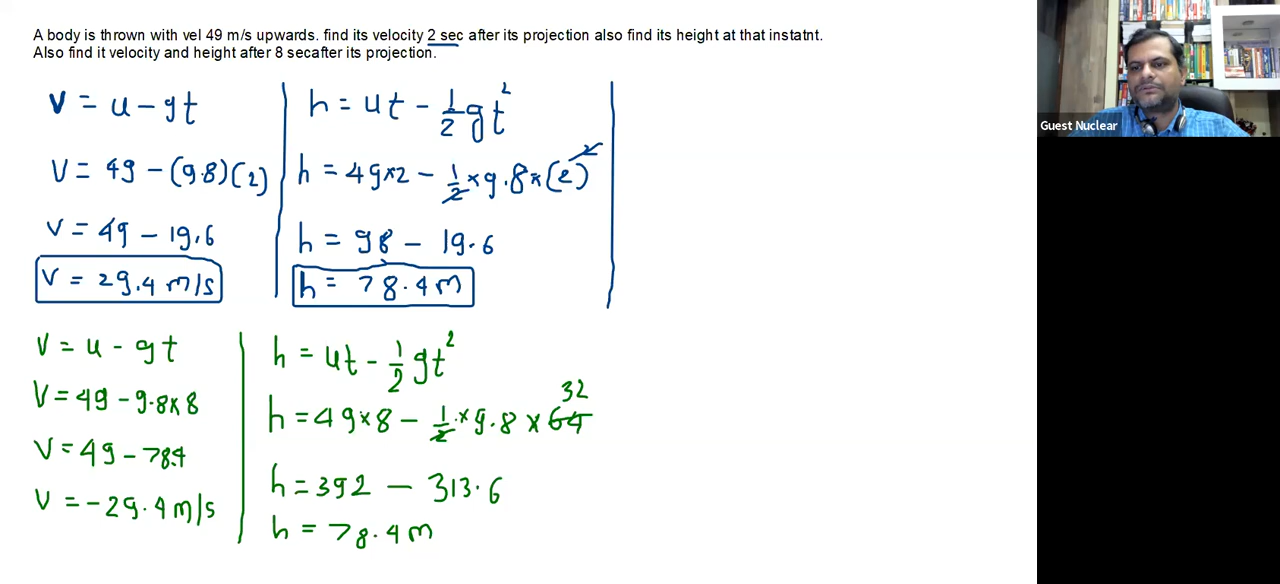 A body is thrown with vel 49 m/s upwards. find its velocity 2 sec after its projection also find its height at that instatnt.
Also find it velocity and height after 8 secafter its projection.
V = u - gt
V = 49 - (9.8)(2)
V = 49 - 19.6
V = 29.4 m/s
h = ut - 1/2 gt²
h = 49×2 - 1/2 × 9.8 × (2)²
h = 98 - 19.6
h = 78.4 m
V = u - gt
V = 49 - 9.8×8
V = 49 - 78.4
V = -29.4 m/s
h = ut - 1/2 gt²
32
h = 49×8 - 1/2 × 9.8 × 64
h = 392 - 313.6
h = 78.4 m
Guest Nuclear